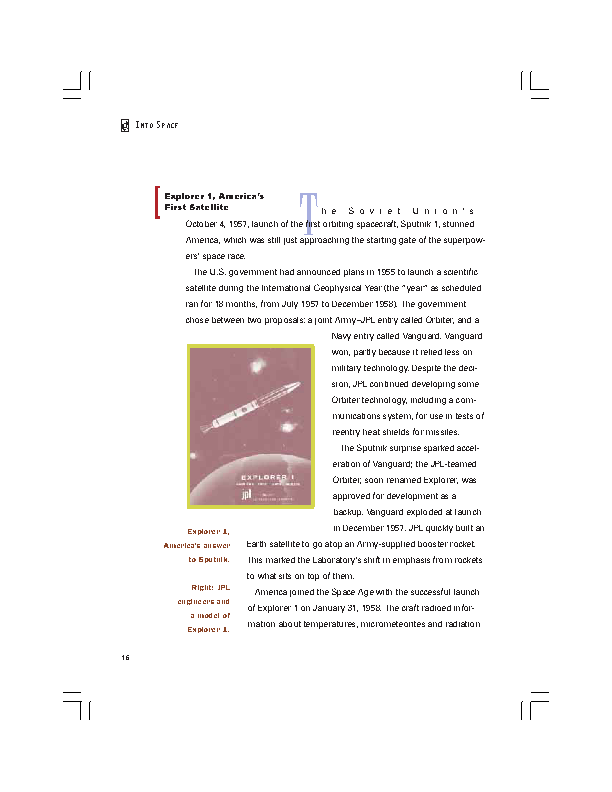 INTO SPACE
Explorer 1, America's
First Satellite
The Soviet Union's
October 4, 1957, launch of the first orbiting spacecraft, Sputnik 1, stunned
America, which was still just approaching the starting gate of the superpow-
ers' space race.
The U.S. government had announced plans in 1955 to launch a scientific
satellite during the International Geophysical Year (the "year" as scheduled
ran for 18 months, from July 1957 to December 1958). The government
chose between two proposals: a joint Army–JPL entry called Orbiter, and a
Navy entry called Vanguard. Vanguard
won, partly because it relied less on
military technology. Despite the deci-
sion, JPL continued developing some
Orbiter technology, including a com-
munications system, for use in tests of
reentry heat shields for missiles.
The Sputnik surprise sparked accel-
eration of Vanguard; the JPL-teamed
Orbiter, soon renamed Explorer, was
approved for development as a
backup. Vanguard exploded at launch
in December 1957. JPL quickly built an
Earth satellite to go atop an Army-supplied booster rocket.
This marked the Laboratory's shift in emphasis from rockets
to what sits on top of them.
America joined the Space Age with the successful launch
of Explorer 1 on January 31, 1958. The craft radioed infor-
mation about temperatures, micrometeorites and radiation
EXPLORER I
jpl
Explorer 1,
America's answer
to Sputnik.
Right: JPL
engineers and
a model of
Explorer 1.
16